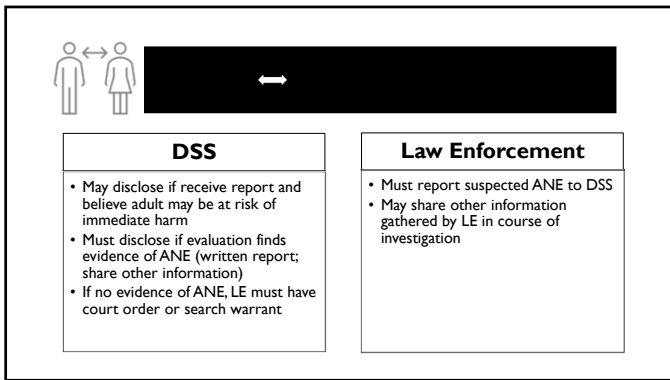 DSS
• May disclose if receive report and
believe adult may be at risk of
immediate harm
• Must disclose if evaluation finds
evidence of ANE (written report;
share other information)
• If no evidence of ANE, LE must have
court order or search warrant
Law Enforcement
• Must report suspected ANE to DSS
• May share other information
gathered by LE in course of
investigation